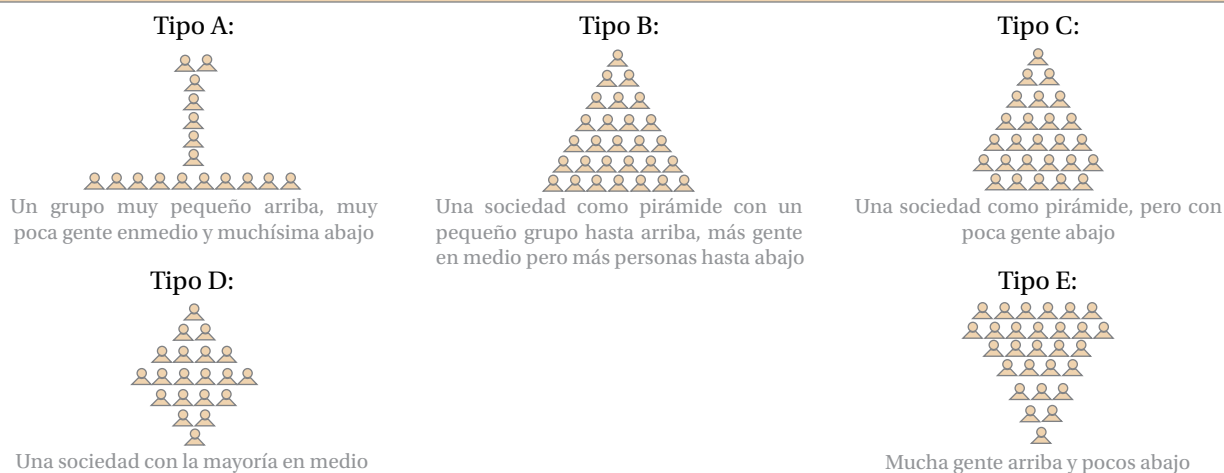 Tipo A:
Tipo B:
Tipo C:
Un grupo muy pequeño arriba, muy
poca gente enmedio y muchísima abajo
Una sociedad como pirámide con un
pequeño grupo hasta arriba, más gente
en medio pero más personas hasta abajo
Una sociedad como pirámide, pero con
poca gente abajo
Tipo D:
Tipo E:
Una sociedad con la mayoría en medio
Mucha gente arriba y pocos abajo